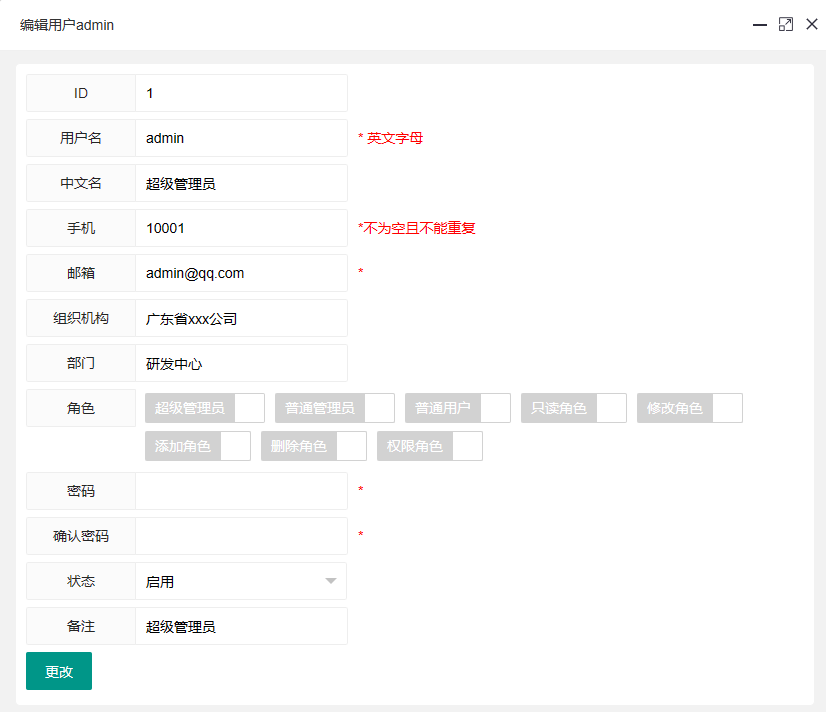 编辑用户admin
ID 1
用户名 admin * 英文字母
中文名 超级管理员
手机 10001 *不为空且不能重复
邮箱 admin@qq.com *
组织机构 广东省xxx公司
部门 研发中心
角色 超级管理员 普通管理员 普通用户 只读角色 修改角色
添加角色 删除角色 权限角色
密码 *
确认密码 *
状态 启用
备注 超级管理员
更改